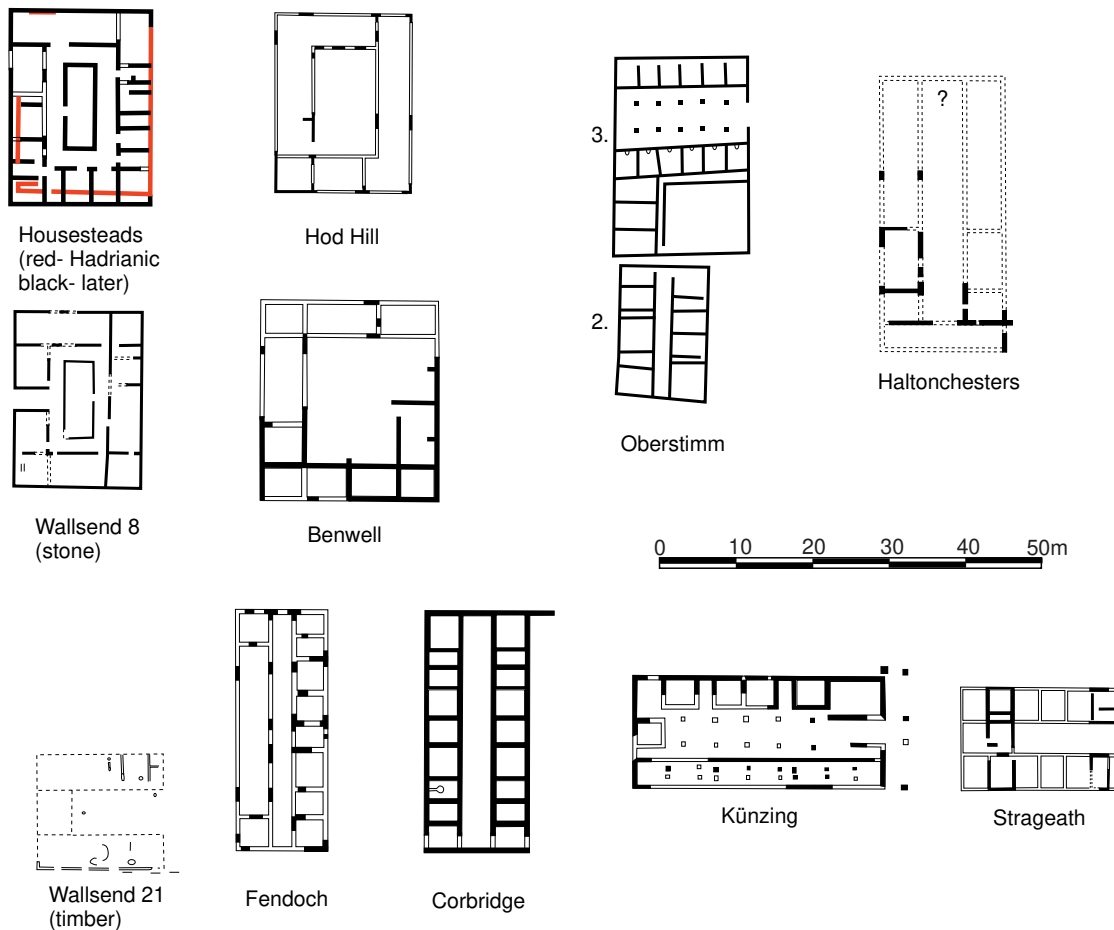 Housesteads
(red- Hadrianic
black- later)
Hod Hill
3.
2.
Oberstimm
?
Haltonchesters
Wallsend 8
(stone)
Benwell
0 10 20 30 40 50m
Wallsend 21
(timber)
Fendoch
Corbridge
Künzing
Strageath